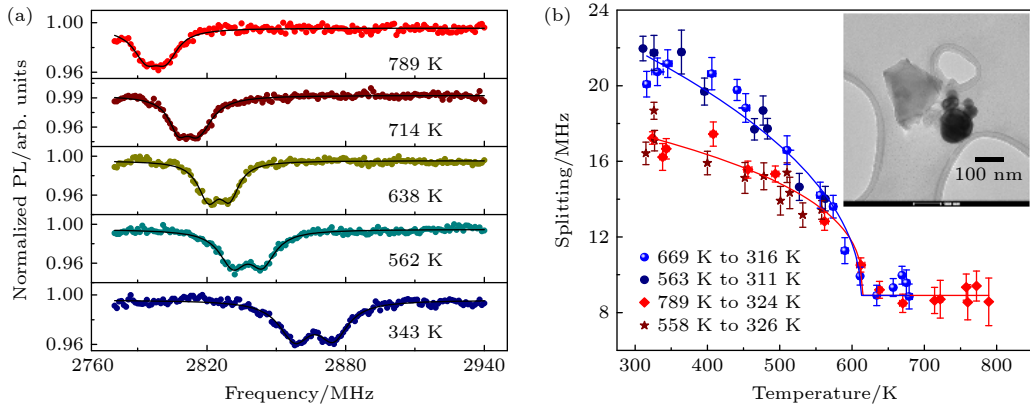 (a)
1.00
0.96
789 K
0.99
0.96
714 K
1.00
0.96
638 K
0.96
562 K
1.00
0.96
343 K
2760
2820
2880
2940
Frequency/MHz
Normalized PL/arb. units
(b)
24
20
16
12
8
Splitting/MHz
100 nm
669 K to 316 K
563 K to 311 K
789 K to 324 K
558 K to 326 K
300
400
500
600
700
800
Temperature/K